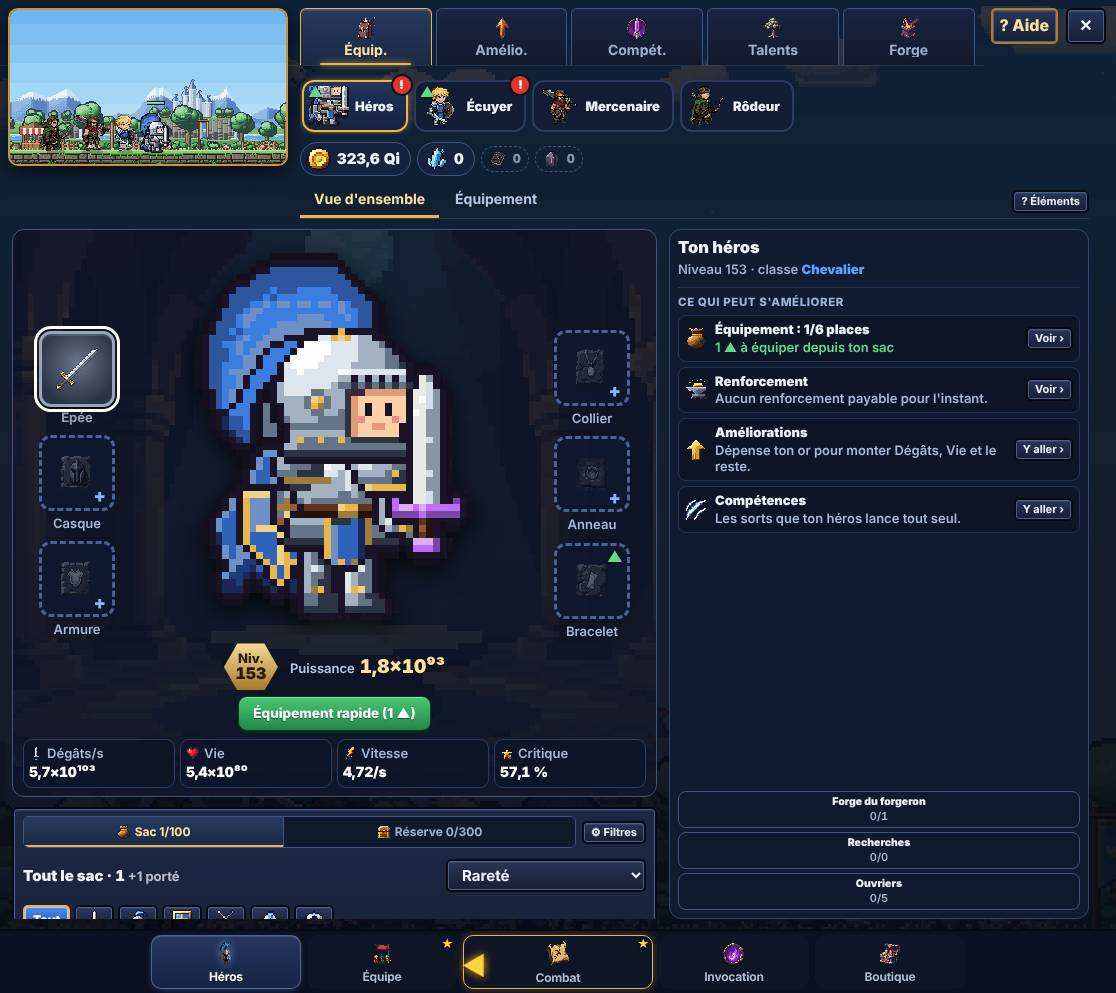 Équip.
Amélio.
Compét.
Talents
Forge
? Aide
×
Héros
!
Écuyer
!
Mercenaire
Rôdeur
323,6 Qi
0
0
0
Vue d'ensemble
Équipement
? Éléments
Épée
Casque
Armure
Collier
Anneau
Bracelet
Niv.
153
Puissance 1,8×10⁹³
Équipement rapide (1 ▲)
Dégâts/s
5,7×10¹⁰³
Vie
5,4×10⁸⁰
Vitesse
4,72/s
Critique
57,1 %
Sac 1/100
Réserve 0/300
⚙ Filtres
Tout le sac · 1 +1 porté
Rareté
Tout
Ton héros
Niveau 153 · classe Chevalier
CE QUI PEUT S'AMÉLIORER
Équipement : 1/6 places
1 ▲ à équiper depuis ton sac
Voir ›
Renforcement
Aucun renforcement payable pour l'instant.
Voir ›
Améliorations
Dépense ton or pour monter Dégâts, Vie et le
reste.
Y aller ›
Compétences
Les sorts que ton héros lance tout seul.
Y aller ›
Forge du forgeron
0/1
Recherches
0/0
Ouvriers
0/5
Héros
Équipe
Combat
Invocation
Boutique